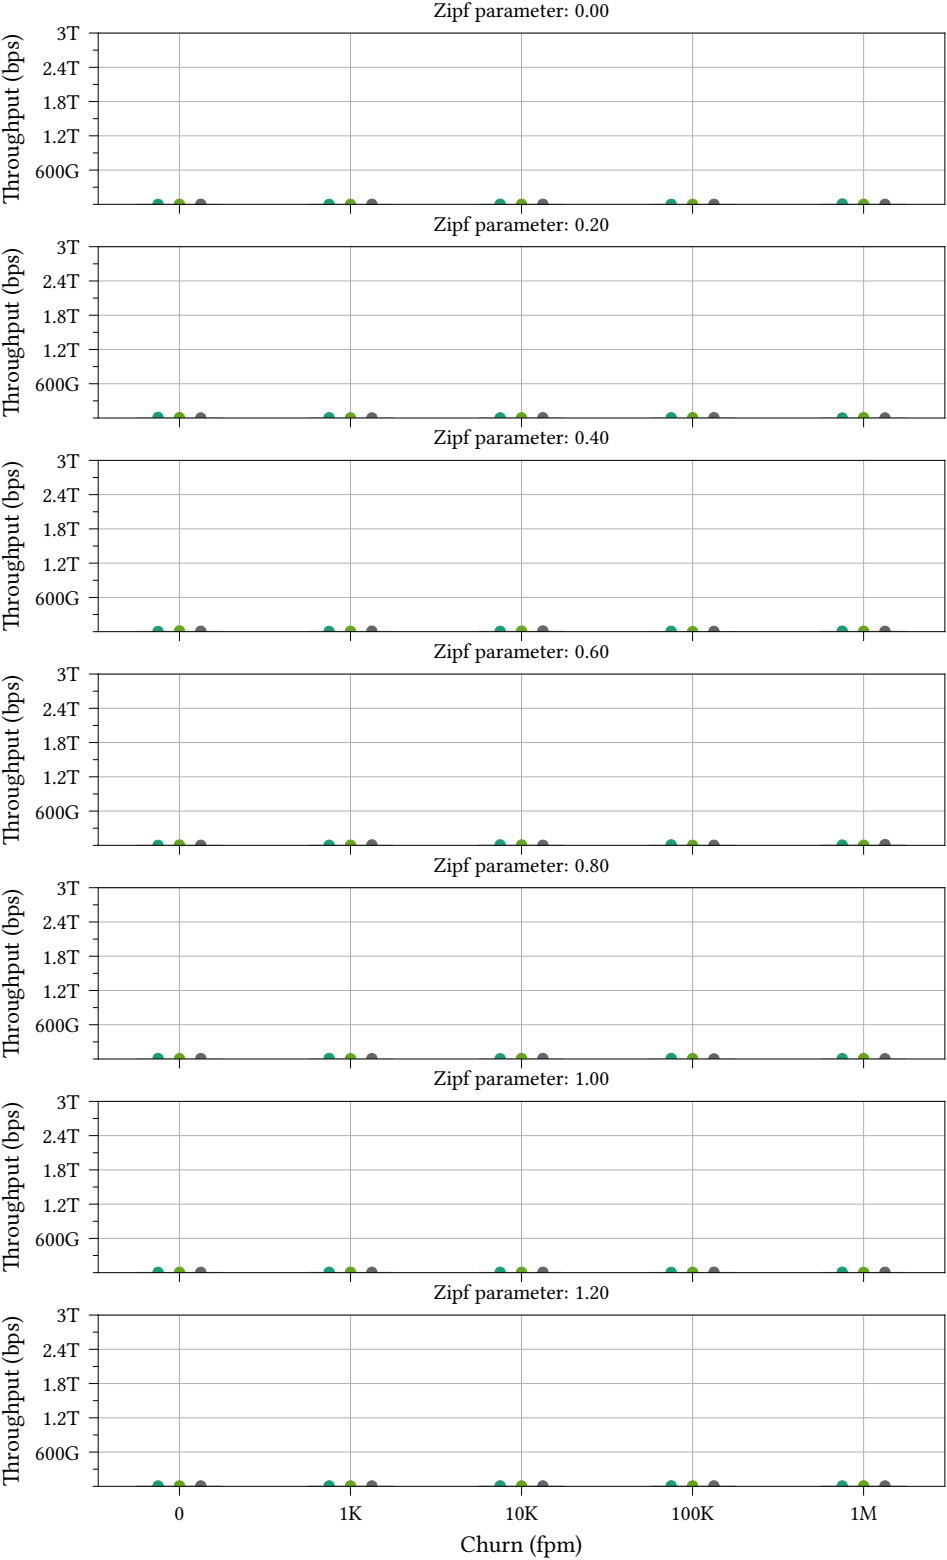 Zipf parameter: 0.00
Throughput (bps)
3T
2.4T
1.8T
1.2T
600G
Zipf parameter: 0.20
Throughput (bps)
3T
2.4T
1.8T
1.2T
600G
Zipf parameter: 0.40
Throughput (bps)
3T
2.4T
1.8T
1.2T
600G
Zipf parameter: 0.60
Throughput (bps)
3T
2.4T
1.8T
1.2T
600G
Zipf parameter: 0.80
Throughput (bps)
3T
2.4T
1.8T
1.2T
600G
Zipf parameter: 1.00
Throughput (bps)
3T
2.4T
1.8T
1.2T
600G
Zipf parameter: 1.20
Throughput (bps)
3T
2.4T
1.8T
1.2T
600G
0 1K 10K 100K 1M
Churn (fpm)